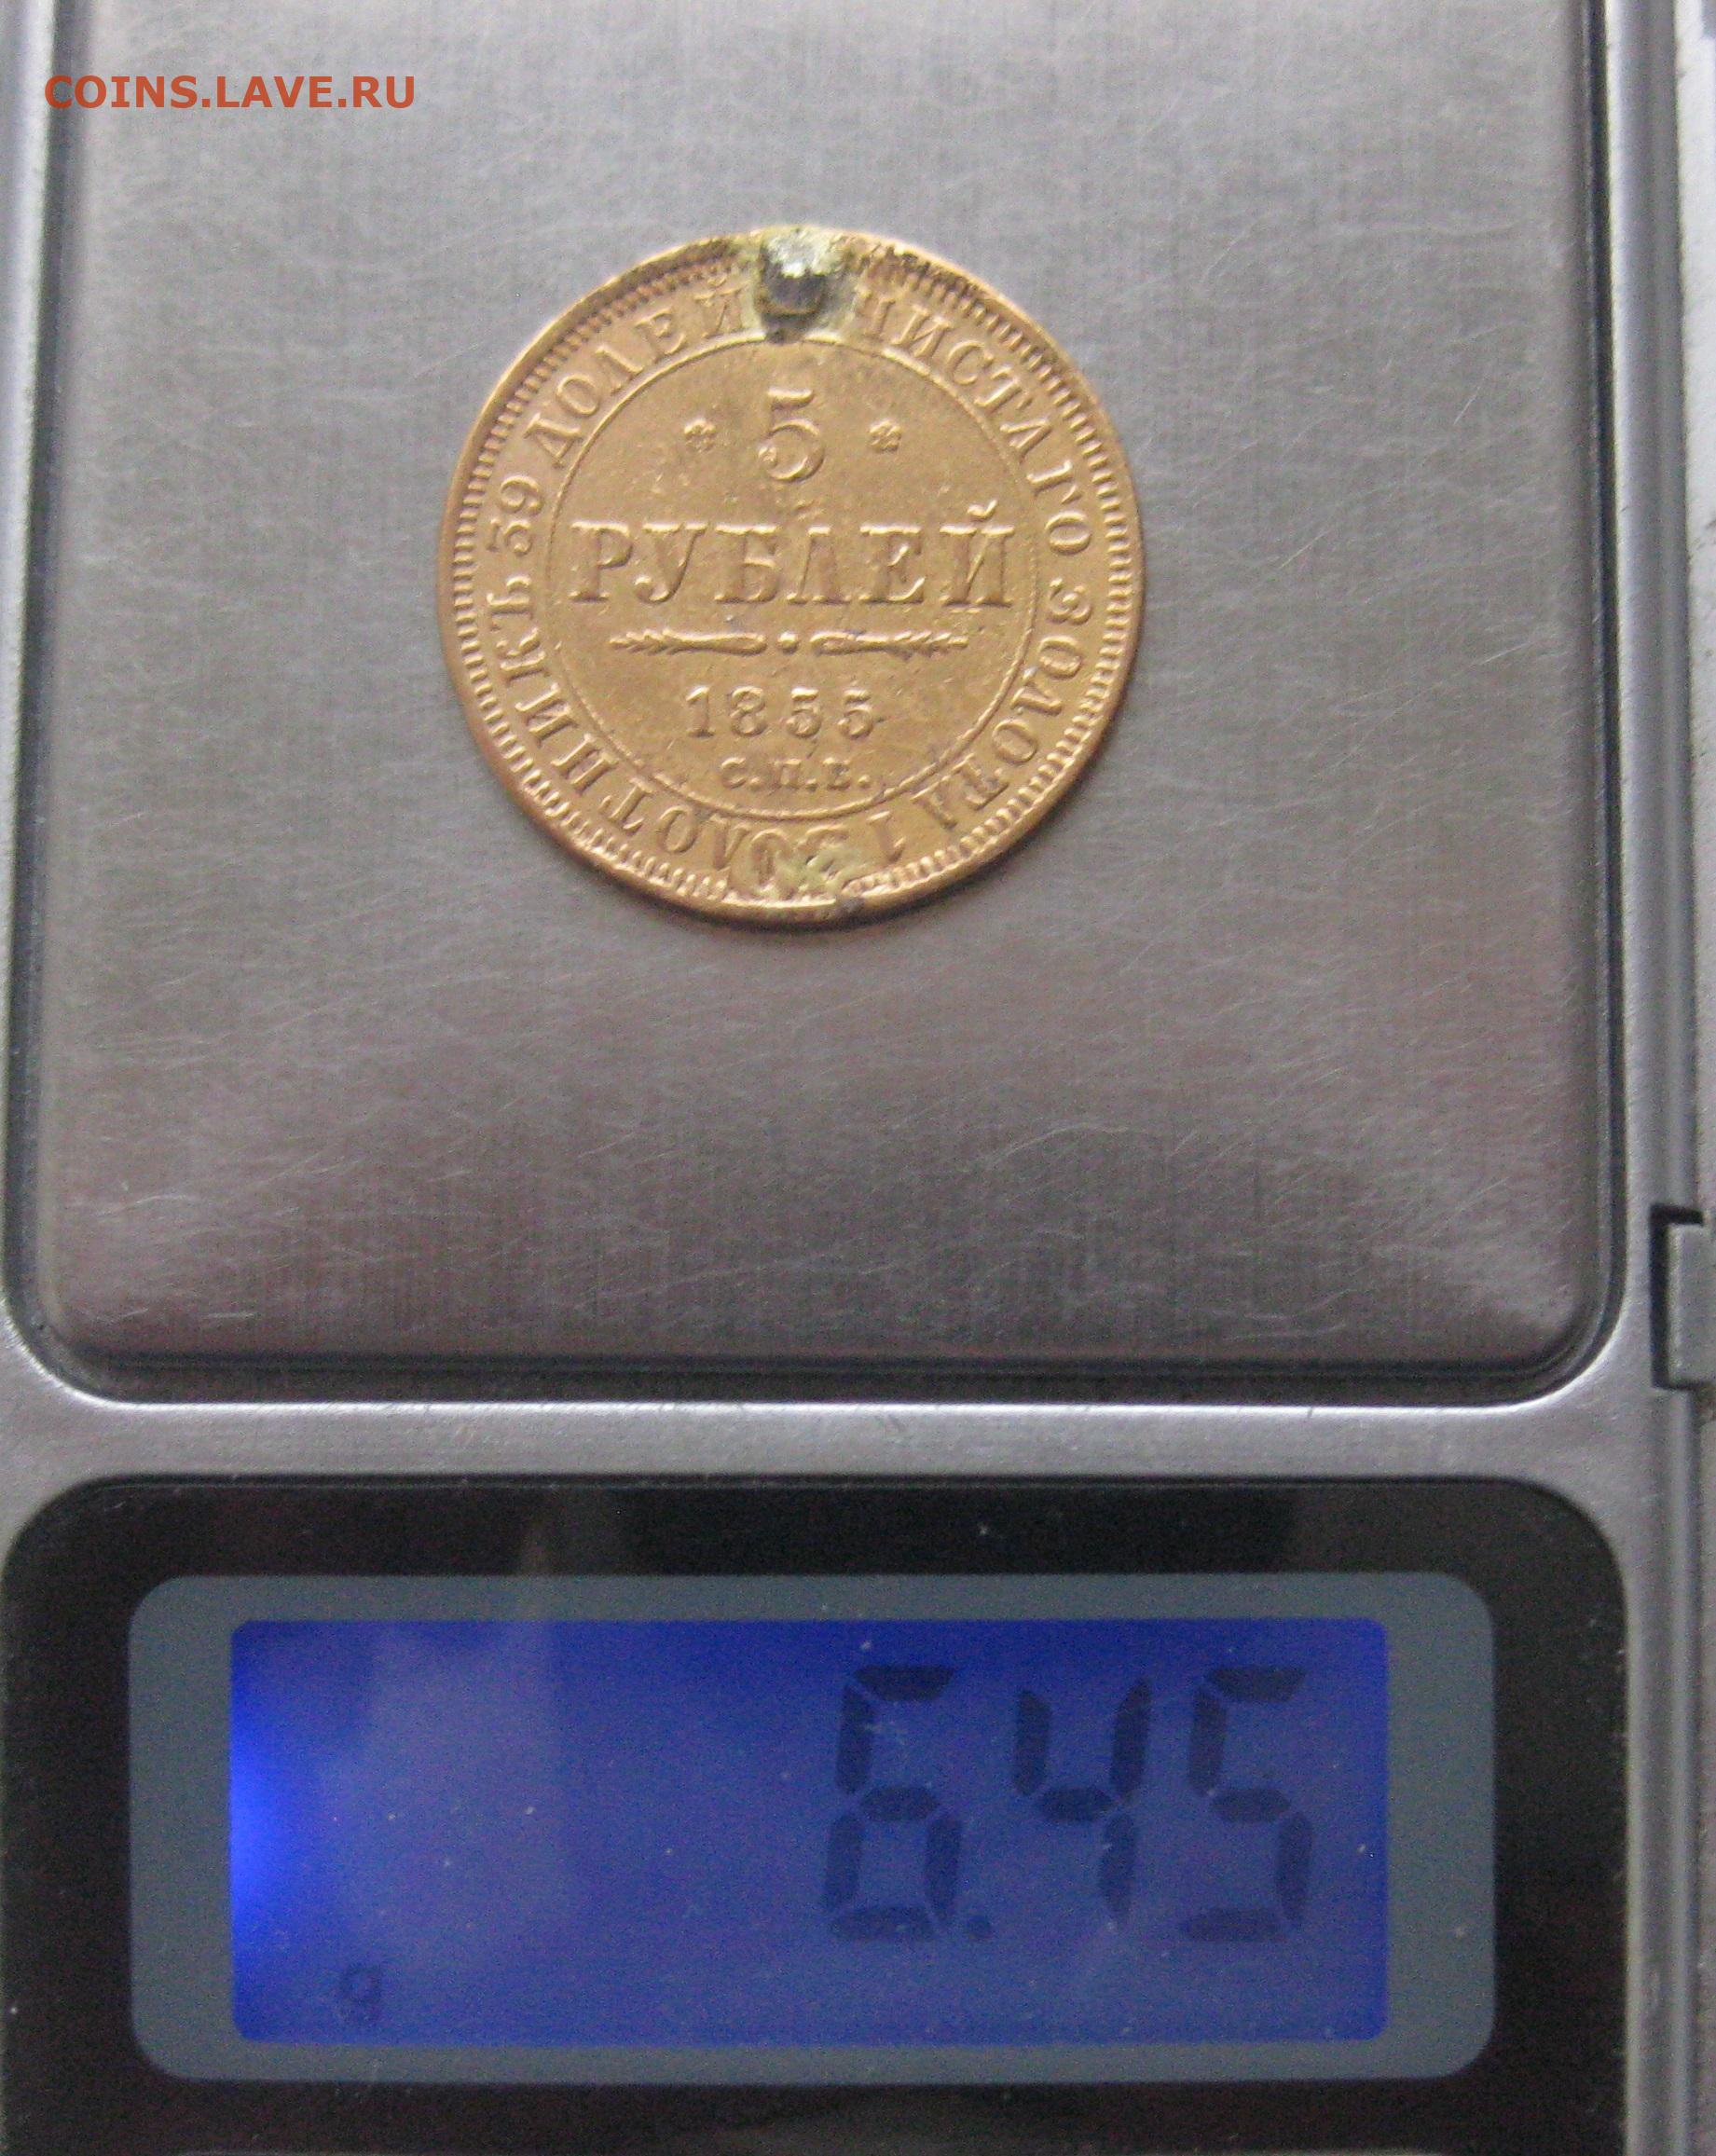 COINS.LAVE.RU
5
РУБЛЕЙ
1855
С.П.Б.
ЧИСТАГО ЗОЛОТА 1 ЗОЛОТНИКЪ 39 ДОЛЕЙ
6.45
g